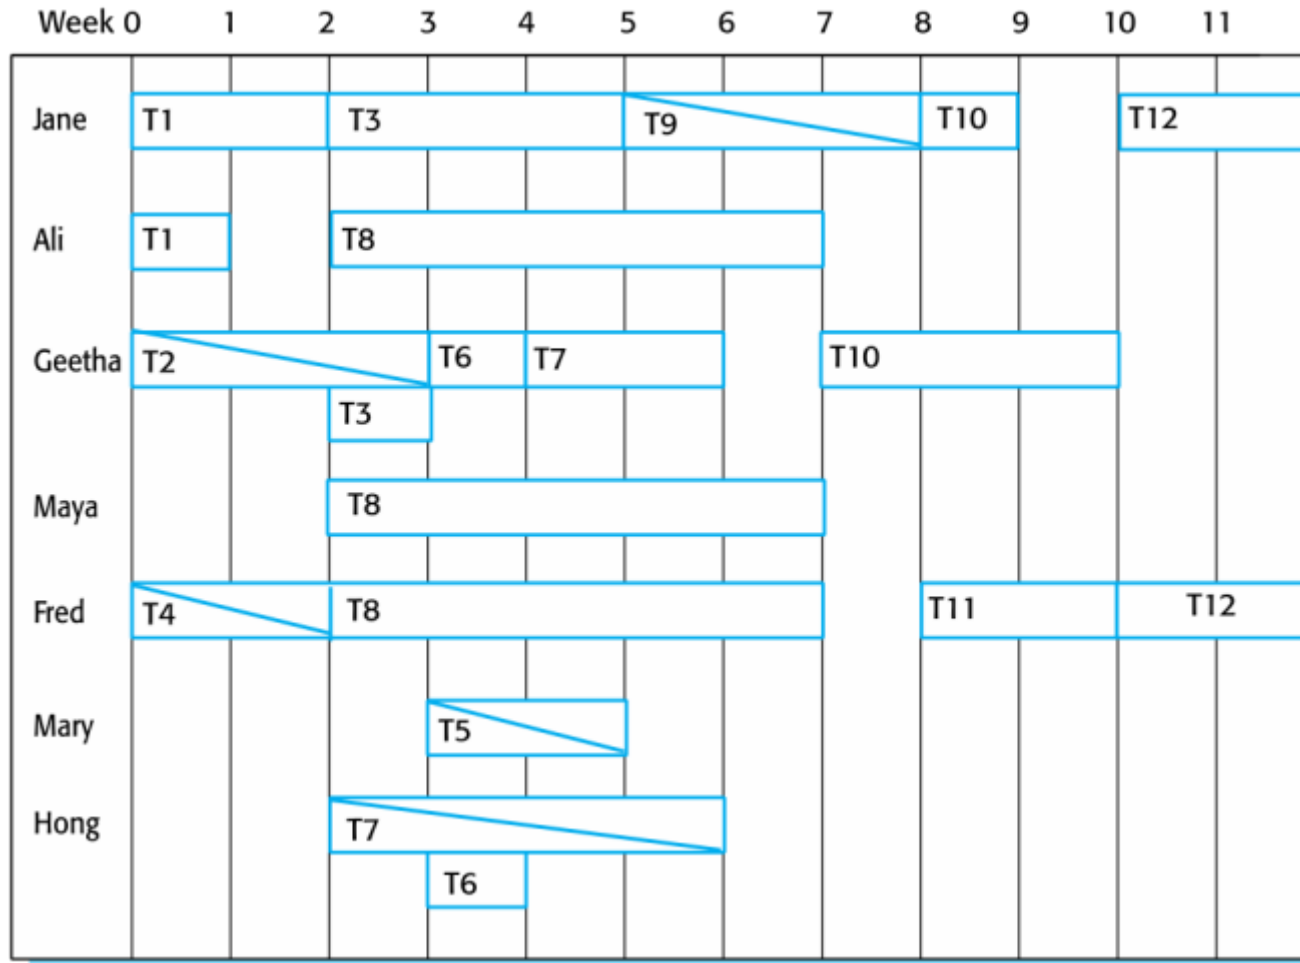 Week 0 1 2 3 4 5 6 7 8 9 10 11
Jane T1 T3 T9 T10 T12
Ali T1 T8
Geetha T2 T6 T7 T10
T3
Maya T8
Fred T4 T8 T11 T12
Mary T5
Hong T7
T6